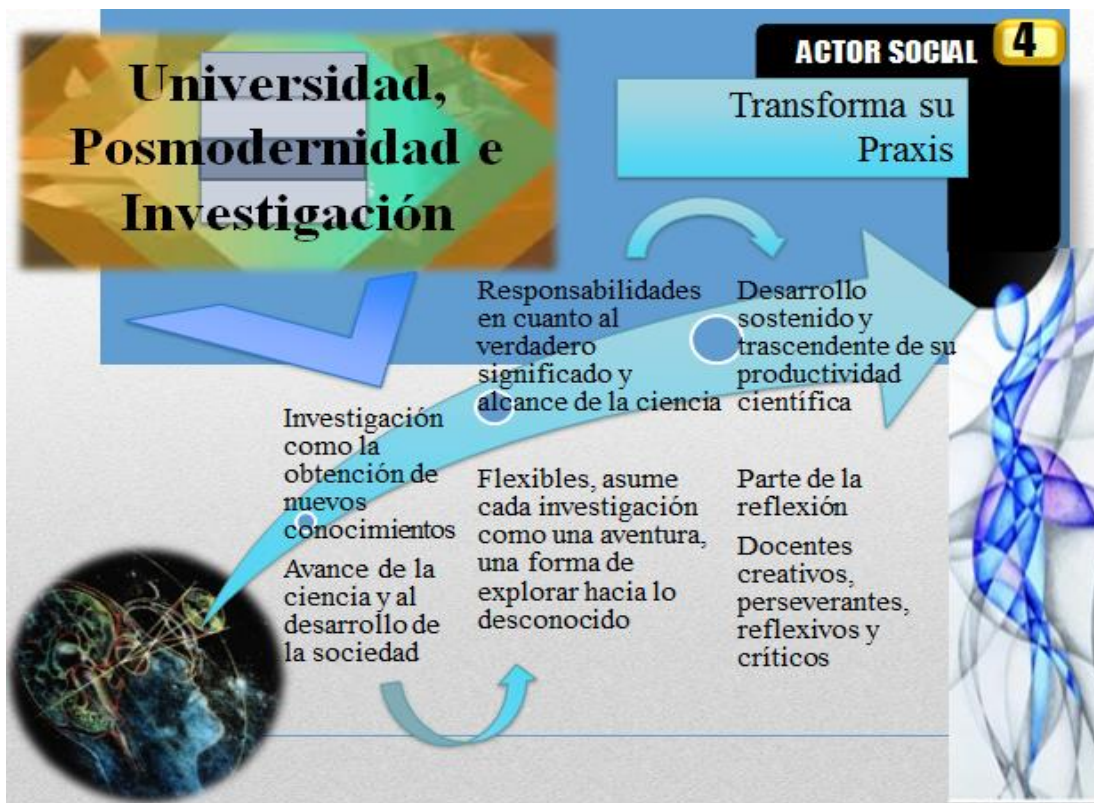 Universidad,
Posmodernidad e
Investigación
ACTOR SOCIAL 4
Transforma su
Praxis
Investigación
como la
obtención de
nuevos
conocimientos
Avance de la
ciencia y al
desarrollo de
la sociedad
Responsabilidades
en cuanto al
verdadero
significado y
alcance de la ciencia
Flexibles, asume
cada investigación
como una aventura,
una forma de
explorar hacia lo
desconocido
Desarrollo
sostenido y
trascendente de su
productividad
científica
Parte de la
reflexión
Docentes
creativos,
perseverantes,
reflexivos y
críticos